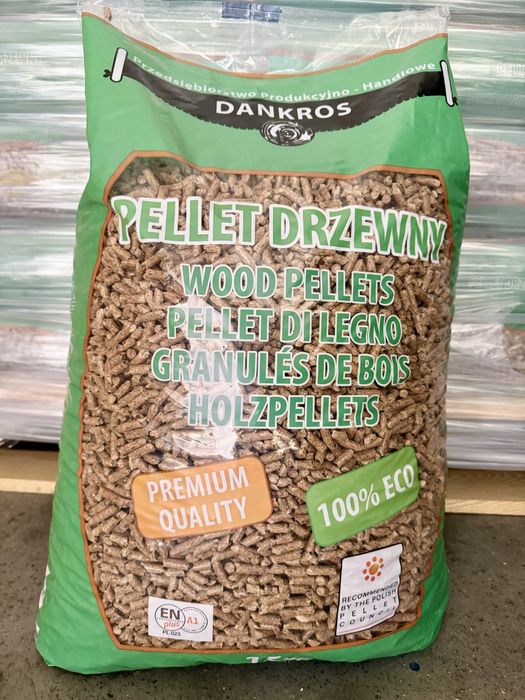 Przedsiębiorstwo Produkcyjno - Handlowe
DANKROS
PELLET DRZEWNY
WOOD PELLETS
PELLET DI LEGNO
GRANULÉS DE BOIS
HOLZPELLETS
PREMIUM
QUALITY
100% ECO
RECOMMENDED
BY THE POLISH
PELLET
COUNCIL
EN
plus
A1
PL 023